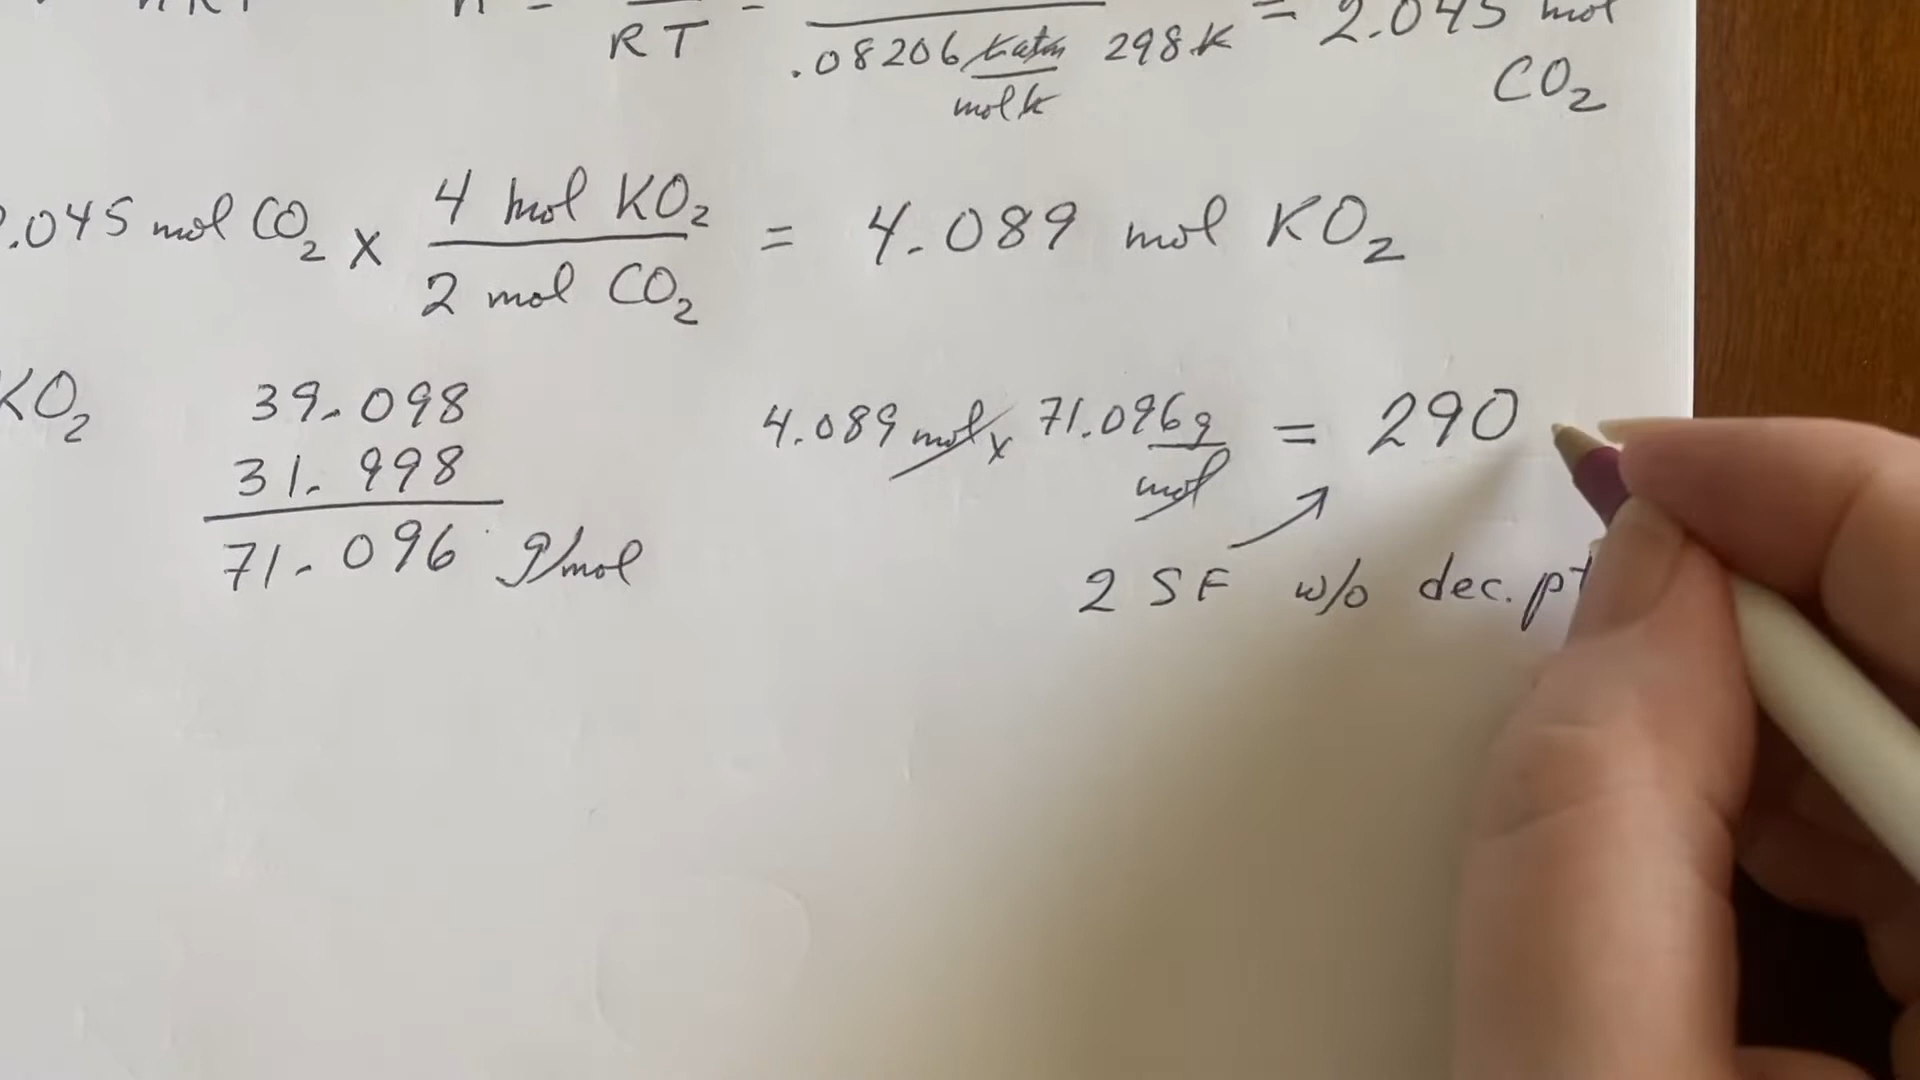 RT .08206 L atm 298 K = 2.045 mol
mol k CO₂
.045 mol CO₂ x 4 mol KO₂ = 4.089 mol KO₂
2 mol CO₂
KO₂ 39.098 4.089 mol x 71.096 g = 290
31.998 mol
71.096 g/mol 2 SF w/o dec. pt